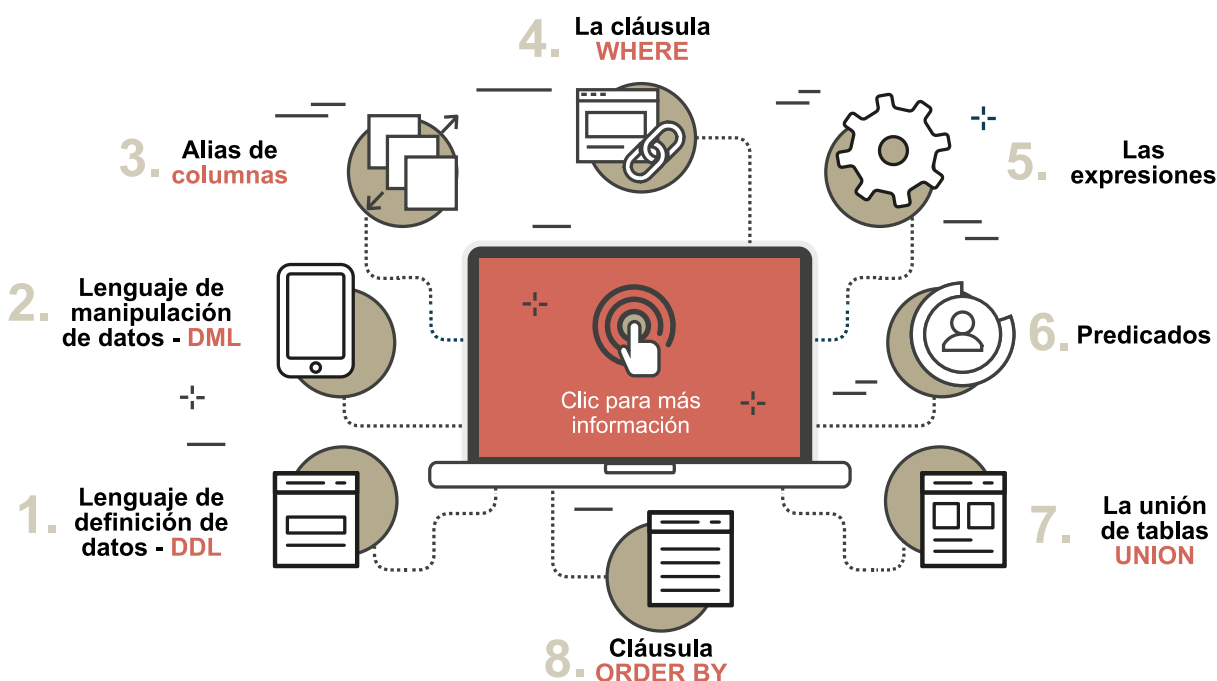 4. La cláusula
WHERE
3. Alias de
columnas
5. Las
expresiones
2. Lenguaje de
manipulación
de datos - DML
Clic para más
información
6. Predicados
1. Lenguaje de
definición de
datos - DDL
7. La unión
de tablas
UNION
8. Cláusula
ORDER BY